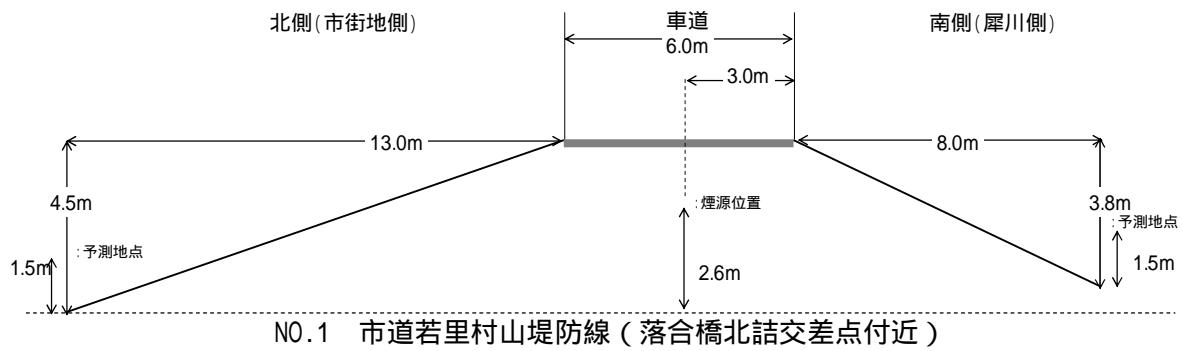 北側(市街地側)
車道
南側(犀川側)
6.0m
3.0m
13.0m
8.0m
4.5m
:煙源位置
3.8m
:予測地点
:予測地点
1.5m
2.6m
1.5m
NO.1 市道若里村山堤防線(落合橋北詰交差点付近)